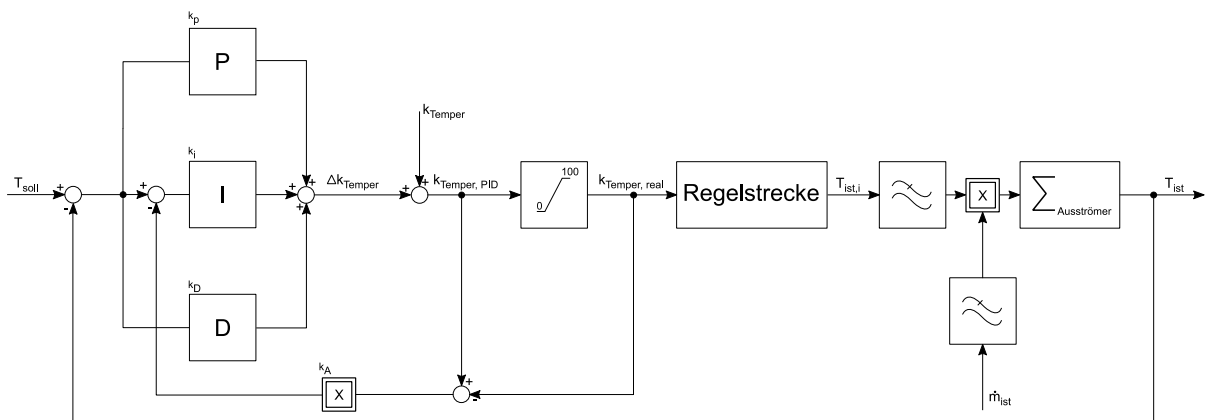 k_p
P
k_Temper
T_soll
+
-
+
-
k_i
I
+
+
+
Δk_Temper
+
+
k_Temper, PID
0
100
k_Temper, real
Regelstrecke
T_ist,i
X
∑ Ausströmer
T_ist
k_D
D
k_A
X
+
-
ṁ_ist